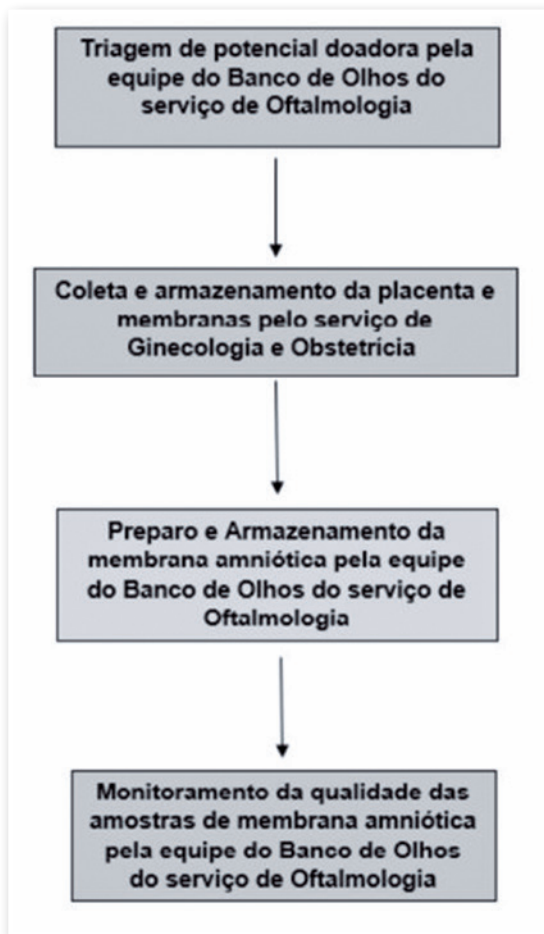 Triagem de potencial doadora pela
equipe do Banco de Olhos do
serviço de Oftalmologia
Coleta e armazenamento da placenta e
membranas pelo serviço de
Ginecologia e Obstetrícia
Preparo e Armazenamento da
membrana amniótica pela equipe
do Banco de Olhos do serviço de
Oftalmologia
Monitoramento da qualidade das
amostras de membrana amniótica
pela equipe do Banco de Olhos
do serviço de Oftalmologia